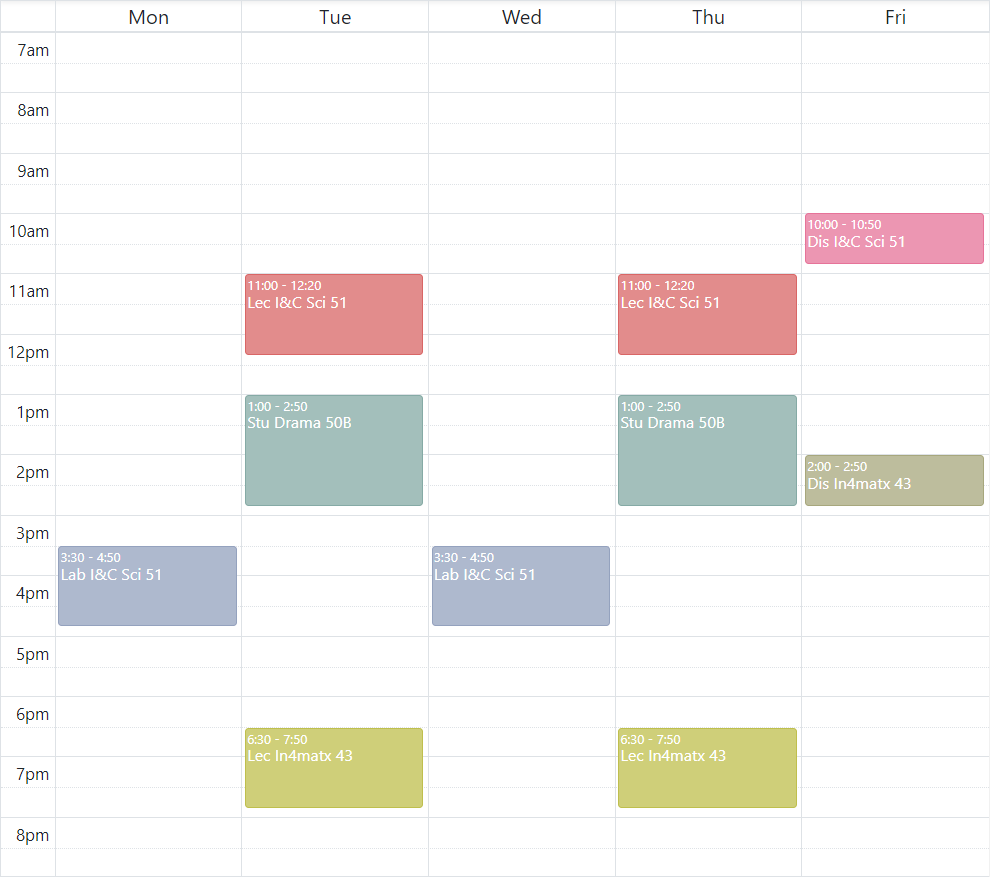 Mon Tue Wed Thu Fri
7am
8am
9am
10am
10:00 - 10:50
Dis I&C Sci 51
11am
11:00 - 12:20
Lec I&C Sci 51
11:00 - 12:20
Lec I&C Sci 51
12pm
1pm
1:00 - 2:50
Stu Drama 50B
1:00 - 2:50
Stu Drama 50B
2pm
2:00 - 2:50
Dis In4matx 43
3pm
3:30 - 4:50
Lab I&C Sci 51
3:30 - 4:50
Lab I&C Sci 51
4pm
5pm
6pm
6:30 - 7:50
Lec In4matx 43
6:30 - 7:50
Lec In4matx 43
7pm
8pm